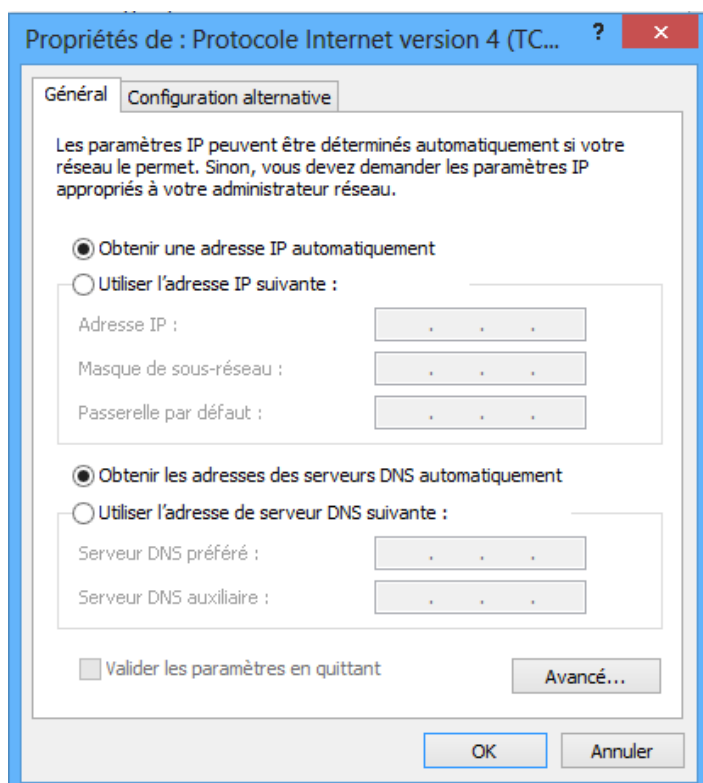 Propriétés de : Protocole Internet version 4 (TC... ?
Général Configuration alternative
Les paramètres IP peuvent être déterminés automatiquement si votre
réseau le permet. Sinon, vous devez demander les paramètres IP
appropriés à votre administrateur réseau.
Obtenir une adresse IP automatiquement
Utiliser l'adresse IP suivante :
Adresse IP :
Masque de sous-réseau :
Passerelle par défaut :
Obtenir les adresses des serveurs DNS automatiquement
Utiliser l'adresse de serveur DNS suivante :
Serveur DNS préféré :
Serveur DNS auxiliaire :
Valider les paramètres en quittant
Avancé...
OK Annuler